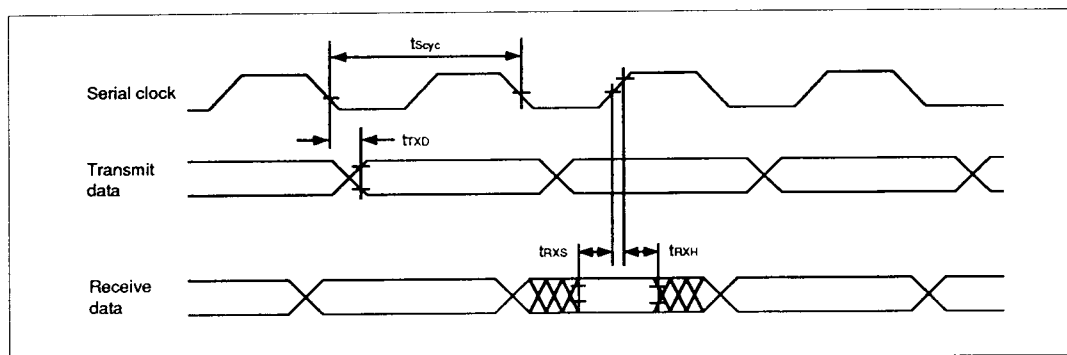 tScyc
Serial clock
tTXD
Transmit
data
tRXS
tRXH
Receive
data